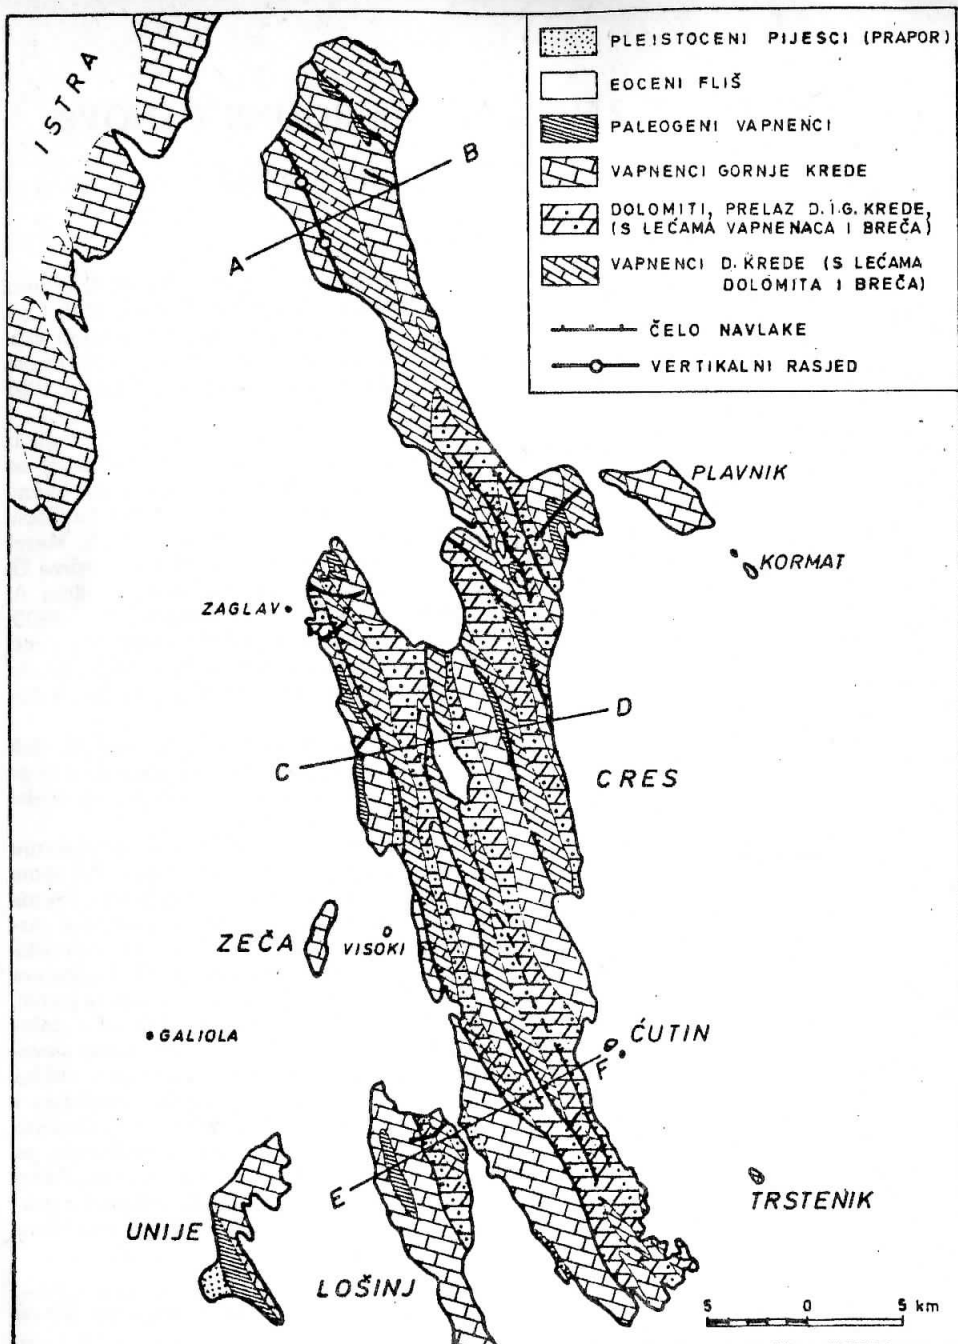 ISTRA
PLEISTOCENI PIJESCI (PRAPOR)
EOCENI FLIŠ
PALEOGENI VAPNENCI
VAPNENCI GORNJE KREDE
DOLOMITI, PRELAZ D.I.G. KREDE,
(S LEĆAMA VAPNENACA I BREČA)
VAPNENCI D. KREDE (S LEĆAMA
DOLOMITA I BREČA)
ČELO NAVLAKE
VERTIKALNI RASJED
B
A
PLAVNIK
KORMAT
ZAGLAV
D
C
CRES
ZEČA
VISOKI
GALIOLA
ĆUTIN
F
E
TRSTENIK
UNIJE
LOŠINJ
5 0 5 km